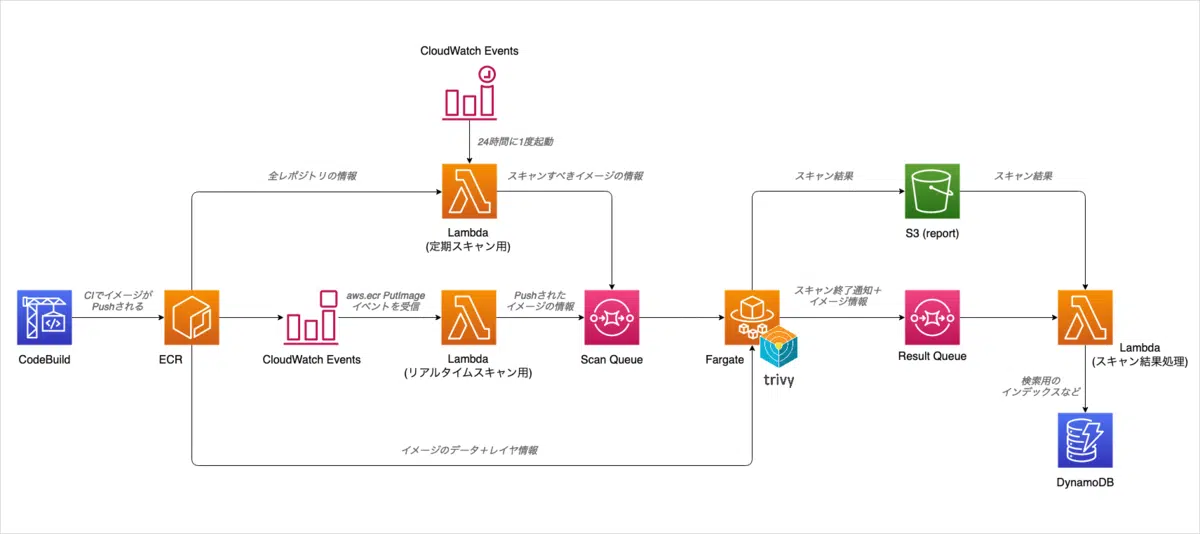 CloudWatch Events
24時間に1度起動
全レポジトリの情報
スキャンすべきイメージの情報
Lambda
(定期スキャン用)
スキャン結果
スキャン結果
S3 (report)
CIでイメージが
Pushされる
CodeBuild
ECR
CloudWatch Events
aws.ecr PutImage
イベントを受信
Lambda
(リアルタイムスキャン用)
Pushされた
イメージの情報
Scan Queue
Fargate
trivy
スキャン終了通知＋
イメージ情報
Result Queue
Lambda
(スキャン結果処理)
検索用の
インデックスなど
DynamoDB
イメージのデータ＋レイヤ情報